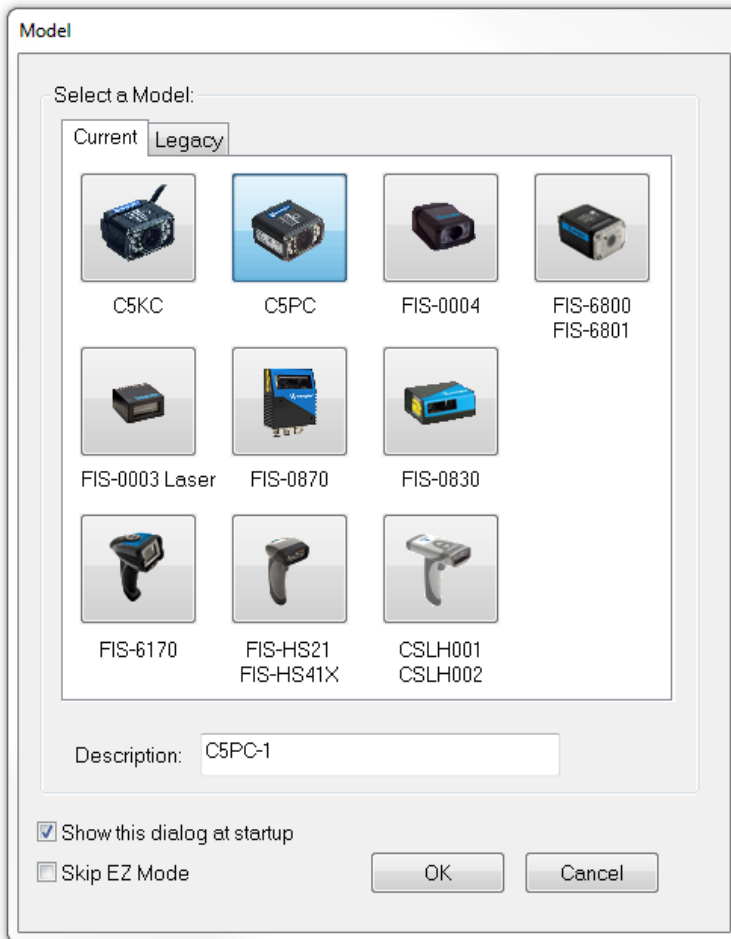 Model
Select a Model:
Current
Legacy
C5KC
C5PC
FIS-0004
FIS-6800
FIS-6801
FIS-0003 Laser
FIS-0870
FIS-0830
FIS-6170
FIS-HS21
FIS-HS41X
CSLH001
CSLH002
Description:
C5PC-1
Show this dialog at startup
Skip EZ Mode
OK
Cancel